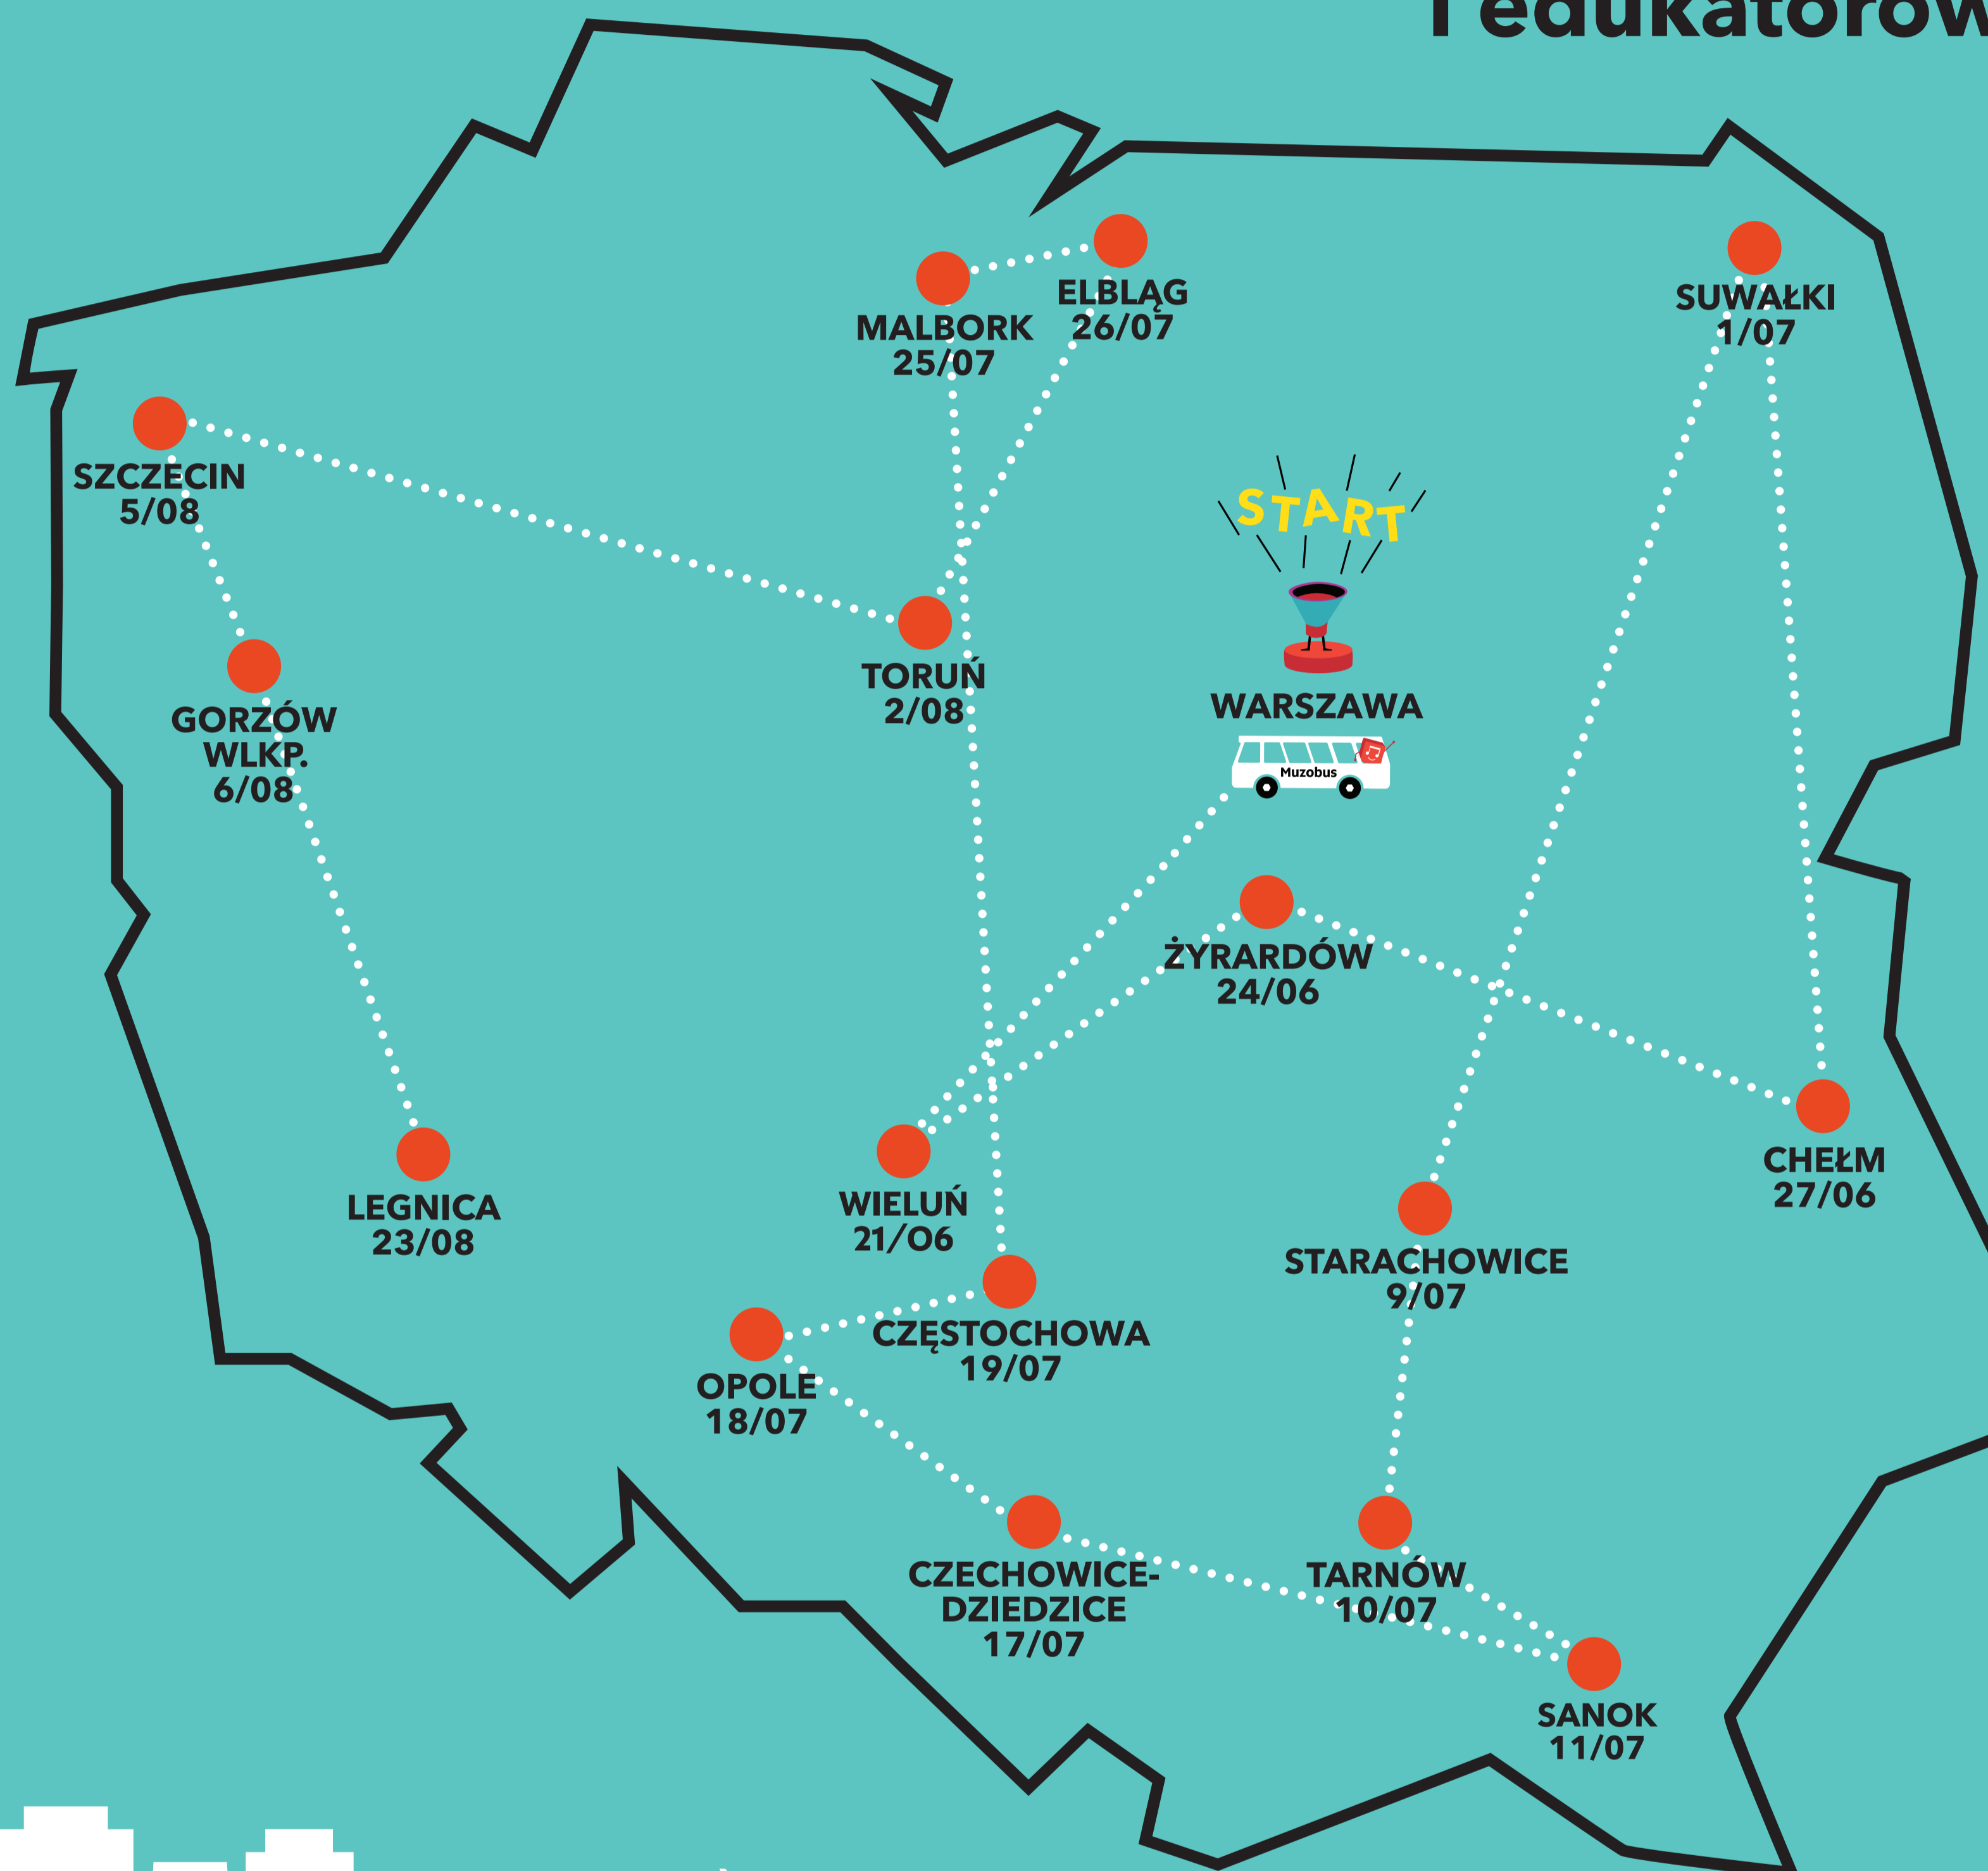 i edukatorów
ELBLĄG
26/07
SUWAŁKI
1/07
MALBORK
25/07
SZCZECIN
5/08
START
TORUŃ
2/08
WARSZAWA
GORZÓW
WLKP.
6/08
Muzobus
ŻYRARDÓW
24/06
CHEŁM
27/06
LEGNICA
23/08
WIELUŃ
21/O6
STARACHOWICE
9/07
CZĘSTOCHOWA
19/07
OPOLE
18/07
CZECHOWICE-
DZIEDZICE
17/07
TARNÓW
10/07
SANOK
11/07